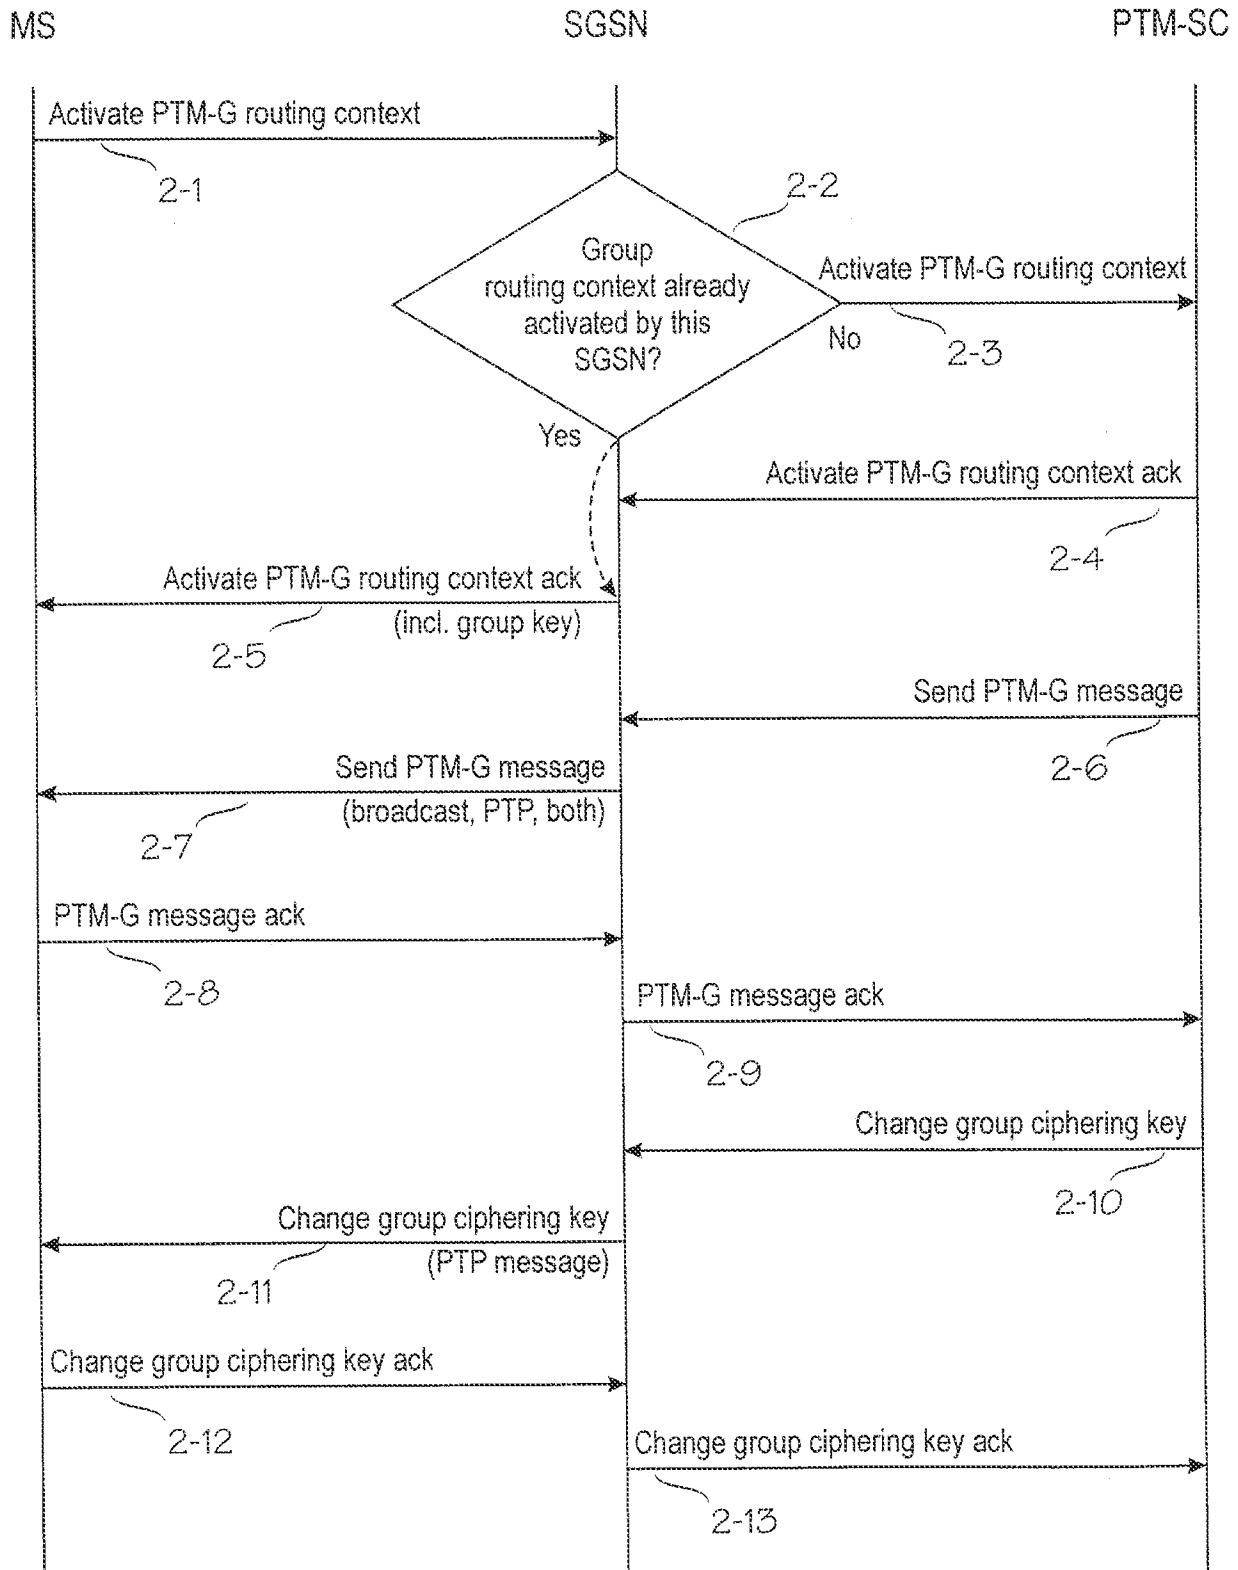 MS
SGSN
PTM-SC
Activate PTM-G routing context
2-1
2-2
Group
routing context already
activated by this
SGSN?
Activate PTM-G routing context
No
2-3
Yes
Activate PTM-G routing context ack
2-4
Activate PTM-G routing context ack
(incl. group key)
2-5
Send PTM-G message
2-6
Send PTM-G message
(broadcast, PTP, both)
2-7
PTM-G message ack
2-8
PTM-G message ack
2-9
Change group ciphering key
2-10
Change group ciphering key
(PTP message)
2-11
Change group ciphering key ack
2-12
Change group ciphering key ack
2-13